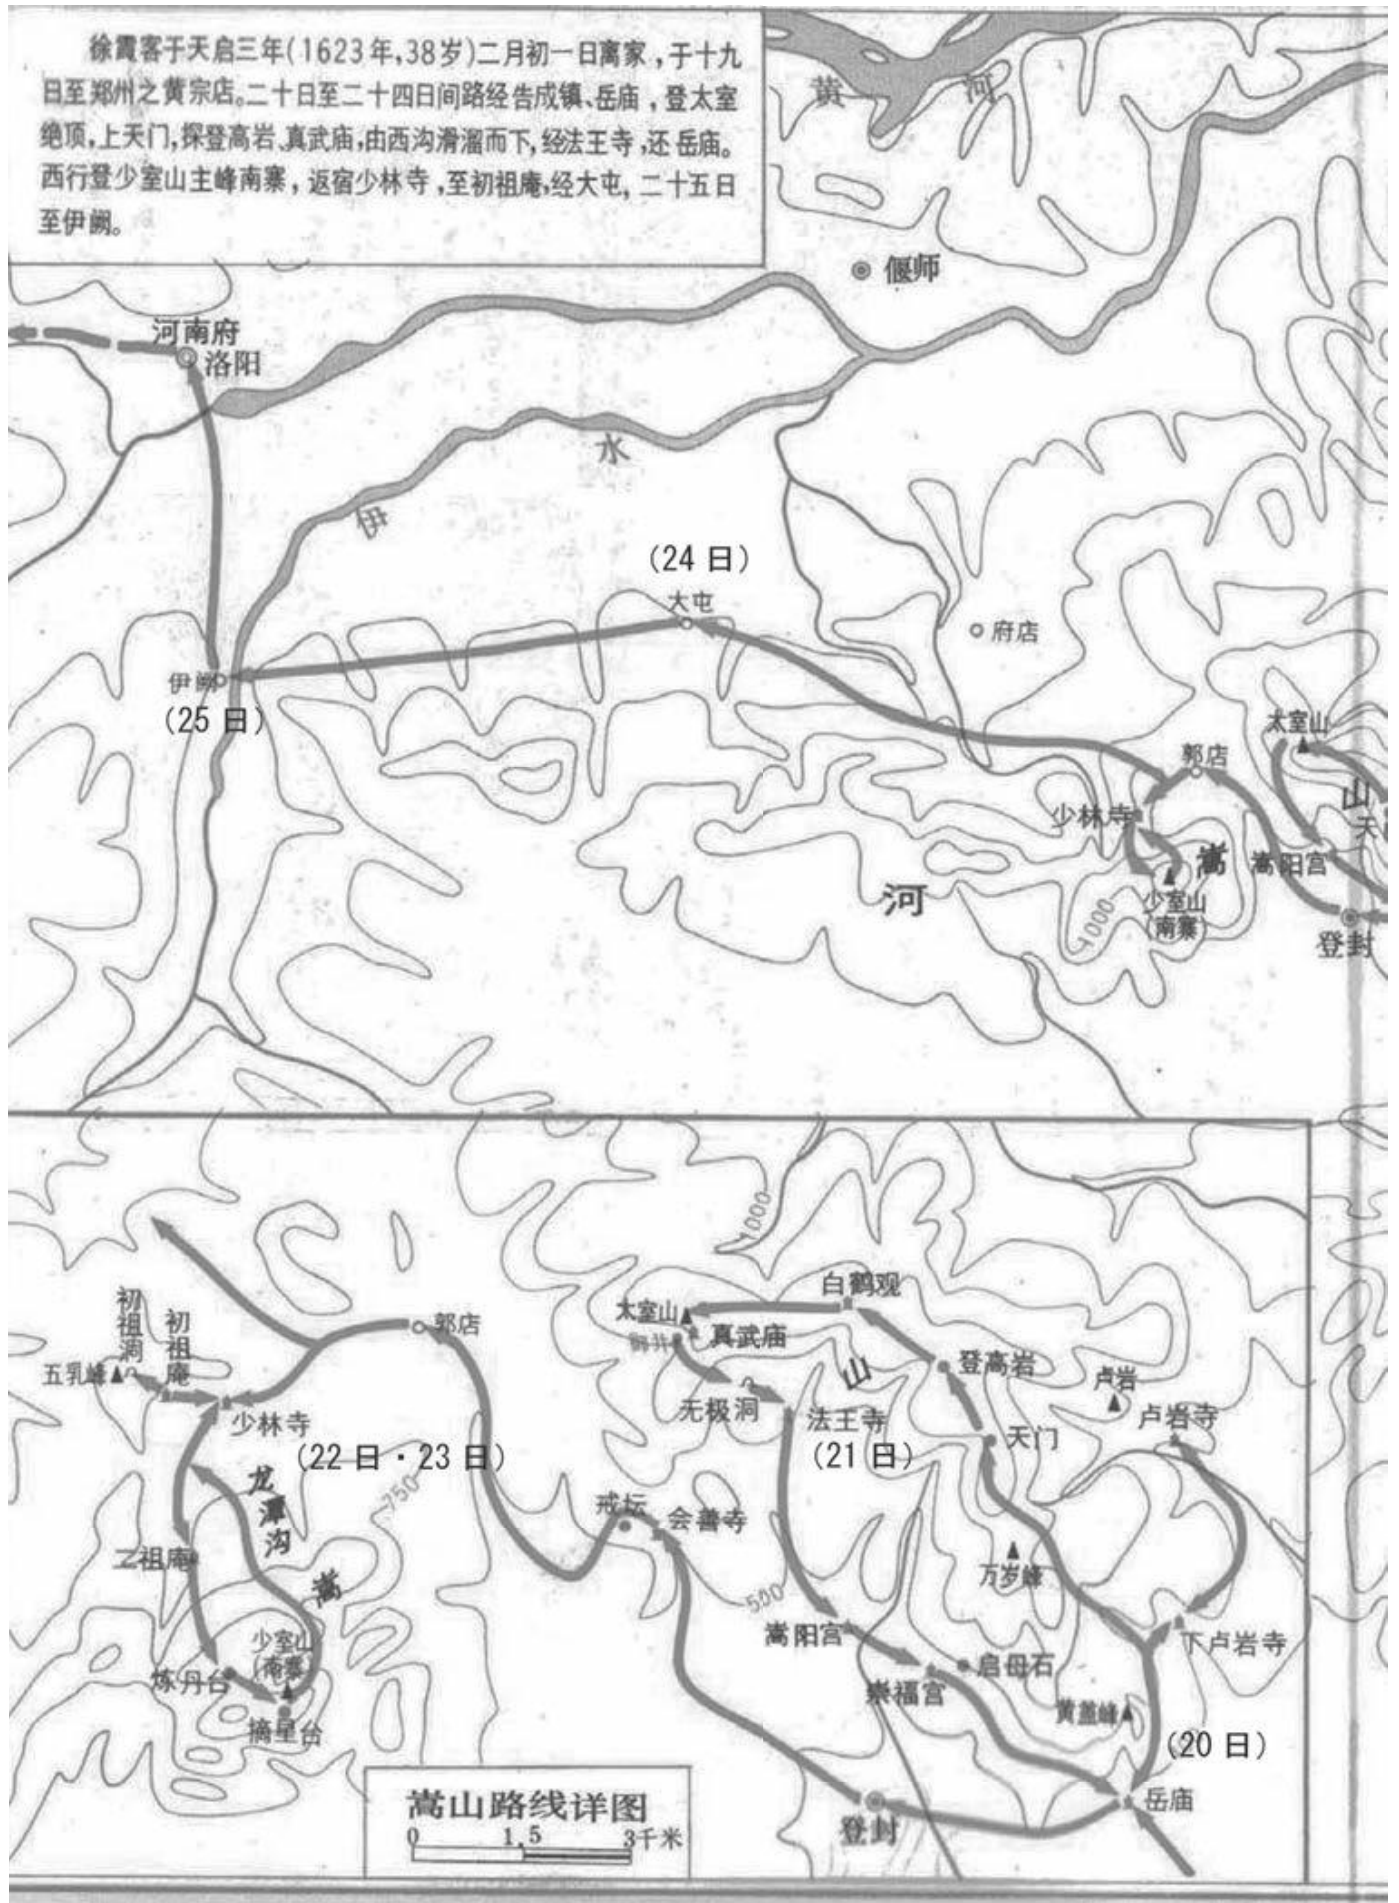 徐霞客于天启三年(1623年,38岁)二月初一日离家,于十九
日至郑州之黄宗店。二十日至二十四日间路经告成镇、岳庙,登太室
绝顶,上天门,探登高岩、真武庙,由西沟滑溜而下,经法王寺,还岳庙。
西行登少室山主峰南寨,返宿少林寺,至初祖庵,经大屯,二十五日
至伊阙。
黄河
偃师
河南府
洛阳
伊水
(24日)
大屯
府店
伊阙
(25日)
太室山
郭店
山
天
少林寺
嵩
嵩阳宫
河
少室山
(南寨)
1000
登封
1000
白鹤观
太室山
真武庙
初祖洞
初祖庵
郭店
山
登高岩
卢岩
五乳峰
无极洞
法王寺
卢岩寺
少林寺
(22日·23日)
(21日)
天门
龙潭沟
750
戒坛
会善寺
二祖庵
万岁峰
嵩
500
嵩阳宫
下卢岩寺
少室山
(南寨)
炼丹台
启母石
崇福宫
黄盖峰
摘星台
(20日)
岳庙
嵩山路线详图
0 1.5 3千米
登封